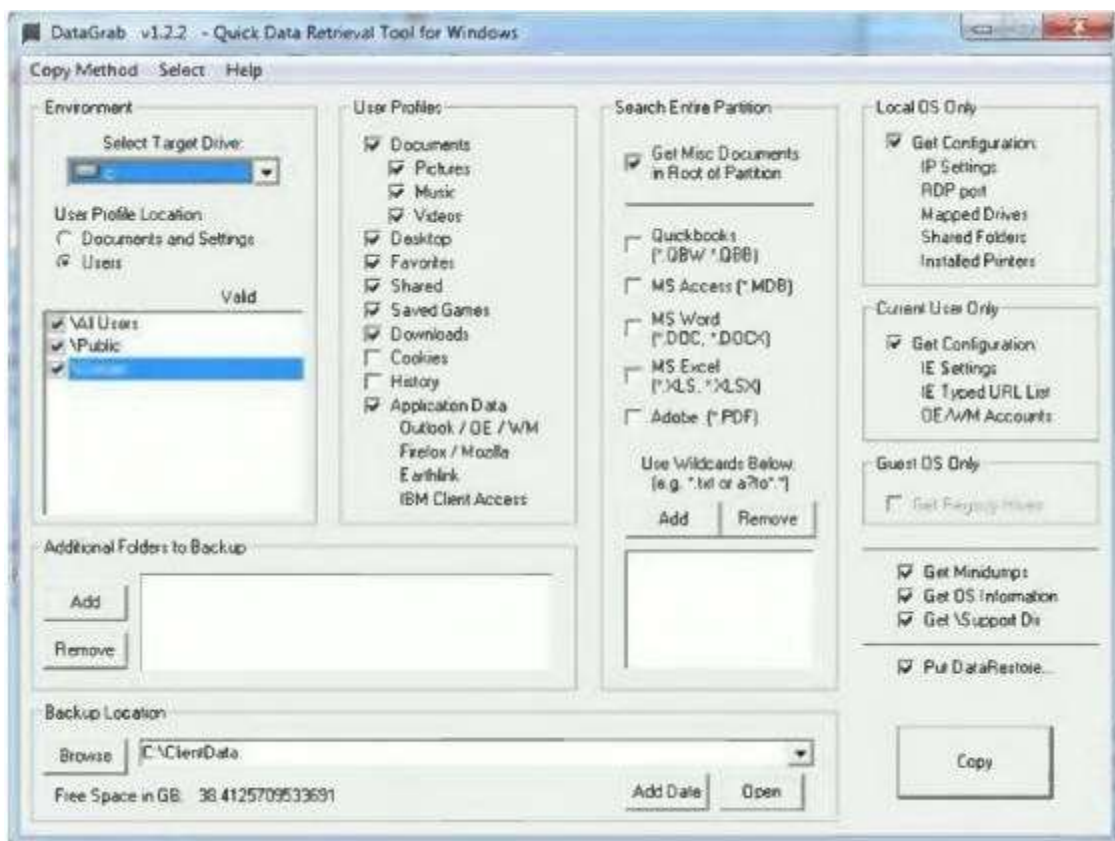 DataGrab v1.2.2 - Quick Data Retrieval Tool for Windows
Copy Method Select Help
Environment
Select Target Drive:
c:
User Profile Location
Documents and Settings
Users
Valid
\All Users
\Public
User Profiles
Documents
Pictures
Music
Videos
Desktop
Favorites
Shared
Saved Games
Downloads
Cookies
History
Application Data
Outlook / OE / WM
Firefox / Mozilla
Earthlink
IBM Client Access
Search Entire Partition
Get Misc Documents
in Root of Partition
Quickbooks
(*.QBW *.QBB)
MS Access (*.MDB)
MS Word
(*.DOC, *.DOCX)
MS Excel
(*.XLS, *.XLSX)
Adobe (*.PDF)
Use Wildcards Below
(e.g. *.txt or a?to*.*)
Add Remove
Local OS Only
Get Configuration:
IP Settings
RDP port
Mapped Drives
Shared Folders
Installed Printers
Current User Only
Get Configuration:
IE Settings
IE Typed URL List
OE/WM Accounts
Guest OS Only
Get Registry Hives
Get Minidumps
Get OS Information
Get \Support Dir
Put DataRestore...
Additional Folders to Backup
Add
Remove
Backup Location
Browse C:\ClientData
Free Space in GB: 38.4125709533691
Add Date Open
Copy